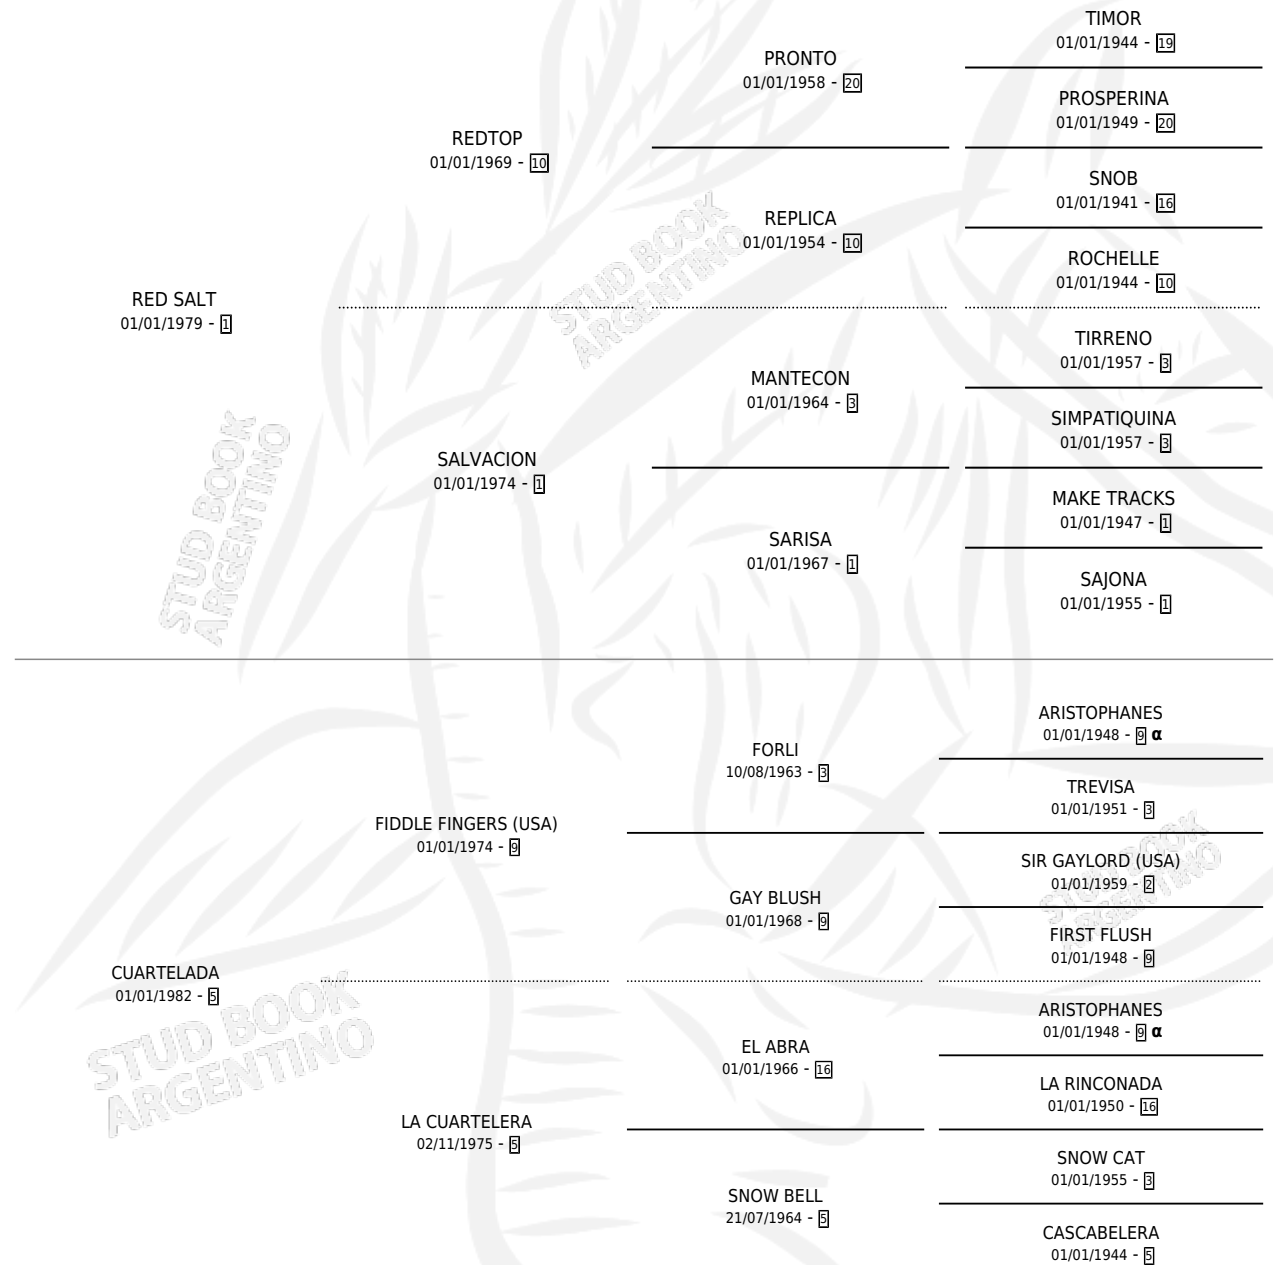 TIMOR
01/01/1944 - 19
PRONTO
01/01/1958 - 20
PROSPERINA
01/01/1949 - 20
REDTOP
01/01/1969 - 10
SNOB
01/01/1941 - 16
REPLICA
01/01/1954 - 10
ROCHELLE
01/01/1944 - 10
RED SALT
01/01/1979 - 1
TIRRENO
01/01/1957 - 3
MANTECON
01/01/1964 - 3
SIMPATIQUINA
01/01/1957 - 3
SALVACION
01/01/1974 - 1
MAKE TRACKS
01/01/1947 - 1
SARISA
01/01/1967 - 1
SAJONA
01/01/1955 - 1
ARISTOPHANES
01/01/1948 - 9 α
FORLI
10/08/1963 - 3
TREVISA
01/01/1951 - 3
FIDDLE FINGERS (USA)
01/01/1974 - 9
SIR GAYLORD (USA)
01/01/1959 - 2
GAY BLUSH
01/01/1968 - 9
FIRST FLUSH
01/01/1948 - 9
CUARTELADA
01/01/1982 - 5
ARISTOPHANES
01/01/1948 - 9 α
EL ABRA
01/01/1966 - 16
LA RINCONADA
01/01/1950 - 16
LA CUARTELERA
02/11/1975 - 5
SNOW CAT
01/01/1955 - 3
SNOW BELL
21/07/1964 - 5
CASCABELERA
01/01/1944 - 5
STUD BOOK
ARGENTINO
STUD BOOK
ARGENTINO
STUD BOOK
ARGENTINO
STUD BOOK
ARGENTINO